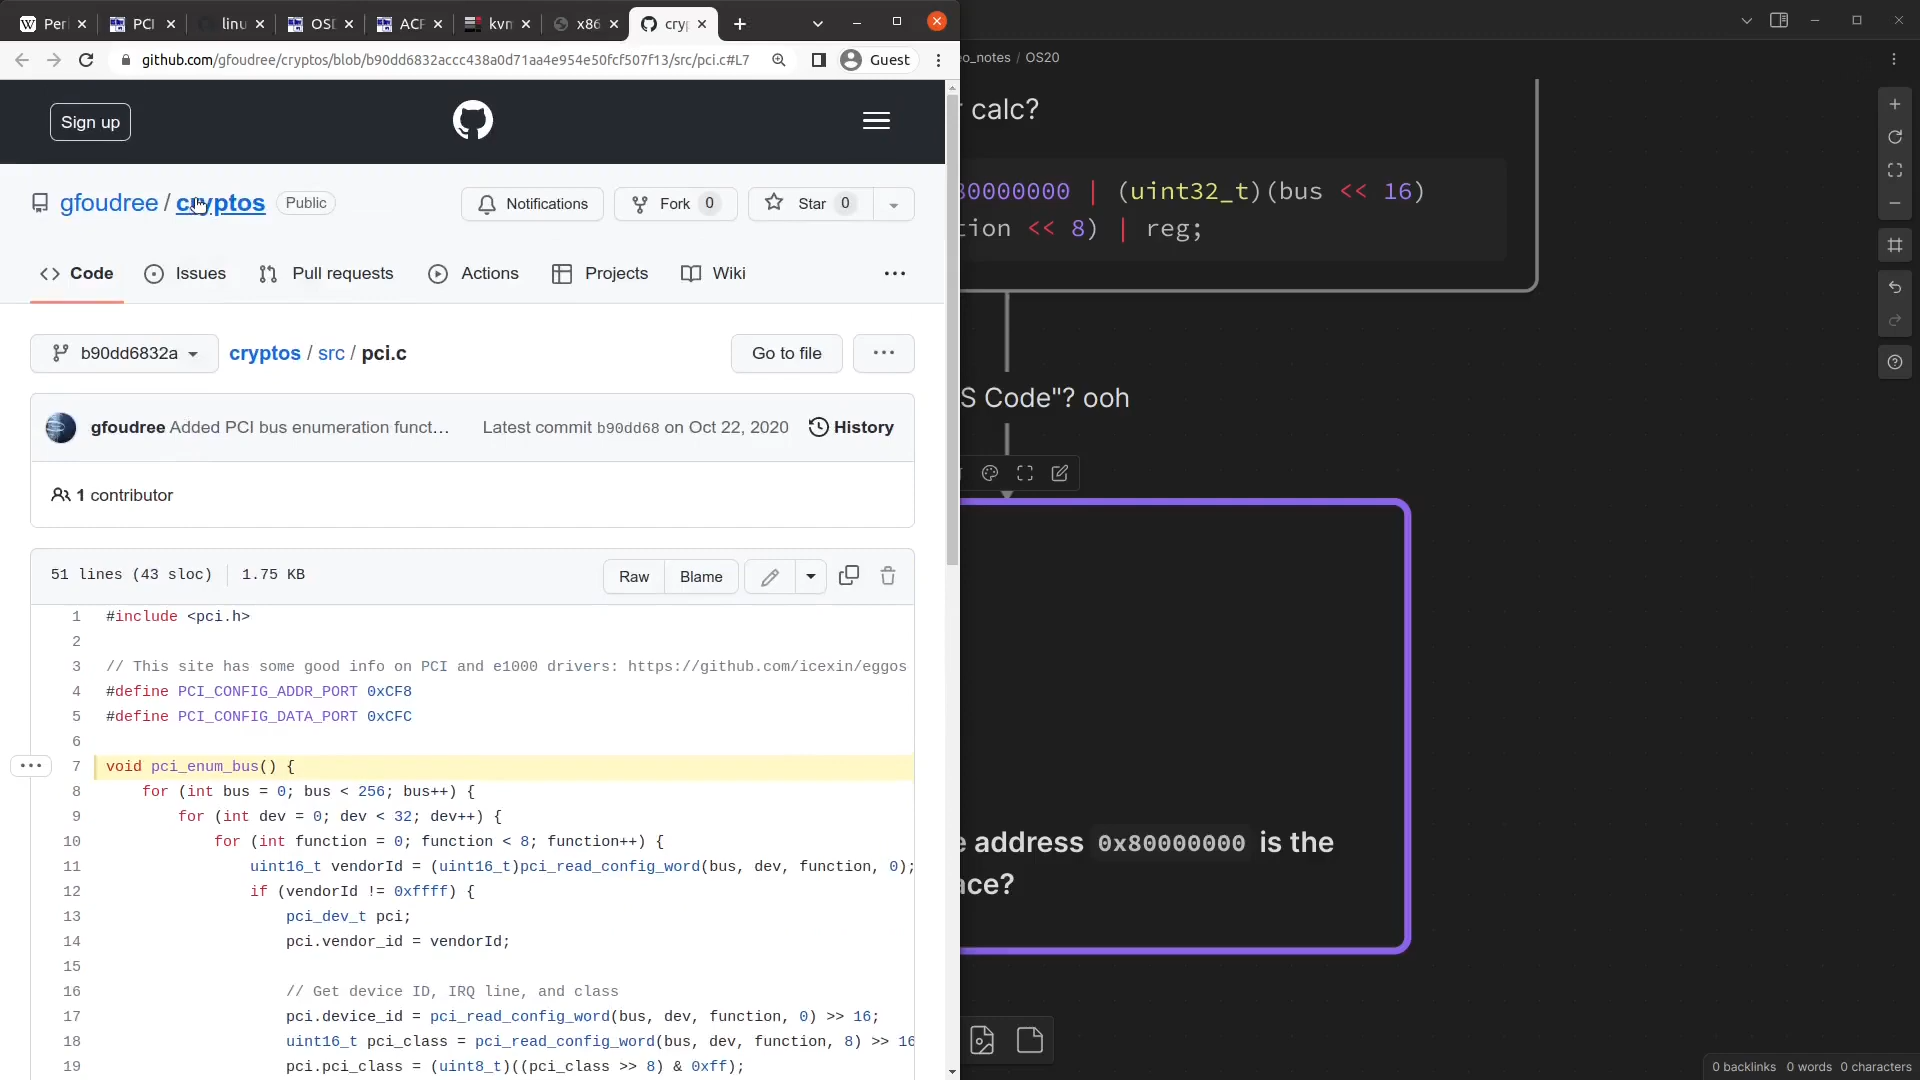 Per
PCI
linu
OSD
ACP
kvm
x86
cry
github.com/gfoudree/cryptos/blob/b90dd6832accc438a0d71aa4e954e50fcf507f13/src/pci.c#L7
Guest
Sign up
gfoudree / cryptos Public
Notifications
Fork 0
Star 0
Code
Issues
Pull requests
Actions
Projects
Wiki
b90dd6832a
cryptos / src / pci.c
Go to file
gfoudree Added PCI bus enumeration funct… Latest commit b90dd68 on Oct 22, 2020 History
1 contributor
51 lines (43 sloc) 1.75 KB
Raw Blame
1 #include <pci.h>
2
3 // This site has some good info on PCI and e1000 drivers: https://github.com/icexin/eggos
4 #define PCI_CONFIG_ADDR_PORT 0xCF8
5 #define PCI_CONFIG_DATA_PORT 0xCFC
6
7 void pci_enum_bus() {
8 for (int bus = 0; bus < 256; bus++) {
9 for (int dev = 0; dev < 32; dev++) {
10 for (int function = 0; function < 8; function++) {
11 uint16_t vendorId = (uint16_t)pci_read_config_word(bus, dev, function, 0);
12 if (vendorId != 0xffff) {
13 pci_dev_t pci;
14 pci.vendor_id = vendorId;
15
16 // Get device ID, IRQ line, and class
17 pci.device_id = pci_read_config_word(bus, dev, function, 0) >> 16;
18 uint16_t pci_class = pci_read_config_word(bus, dev, function, 8) >> 16
19 pci.pci_class = (uint8_t)((pci_class >> 8) & 0xff);
eo_notes / OS20
calc?
80000000 | (uint32_t)(bus << 16)
tion << 8) | reg;
S Code"? ooh
e address 0x80000000 is the
ace?
0 backlinks 0 words 0 characters